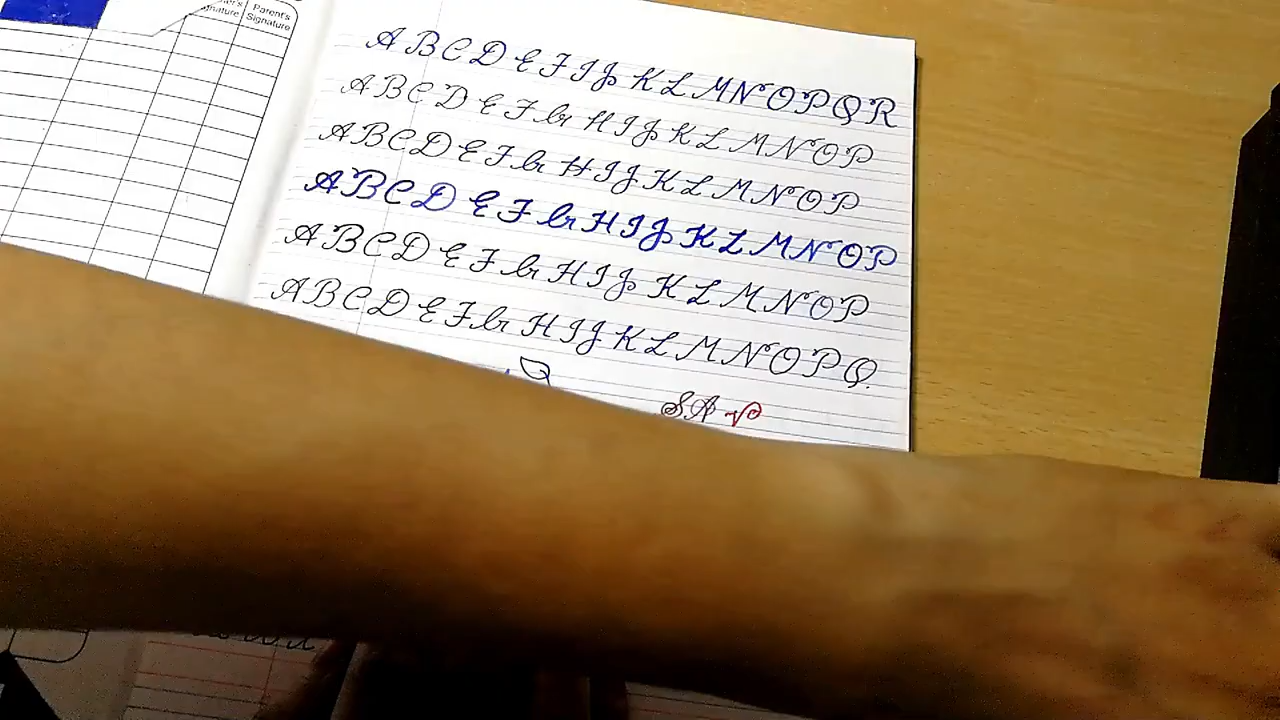 Parent's
Signature
A B C D E F I J K L M N O P Q R
A B C D E F G H I J K L M N O P
A B C D E F G H I J K L M N O P
A B C D E F G H I J K L M N O P
A B C D E F G H I J K L M N O P
A B C D E F G H I J K L M N O P Q
S A